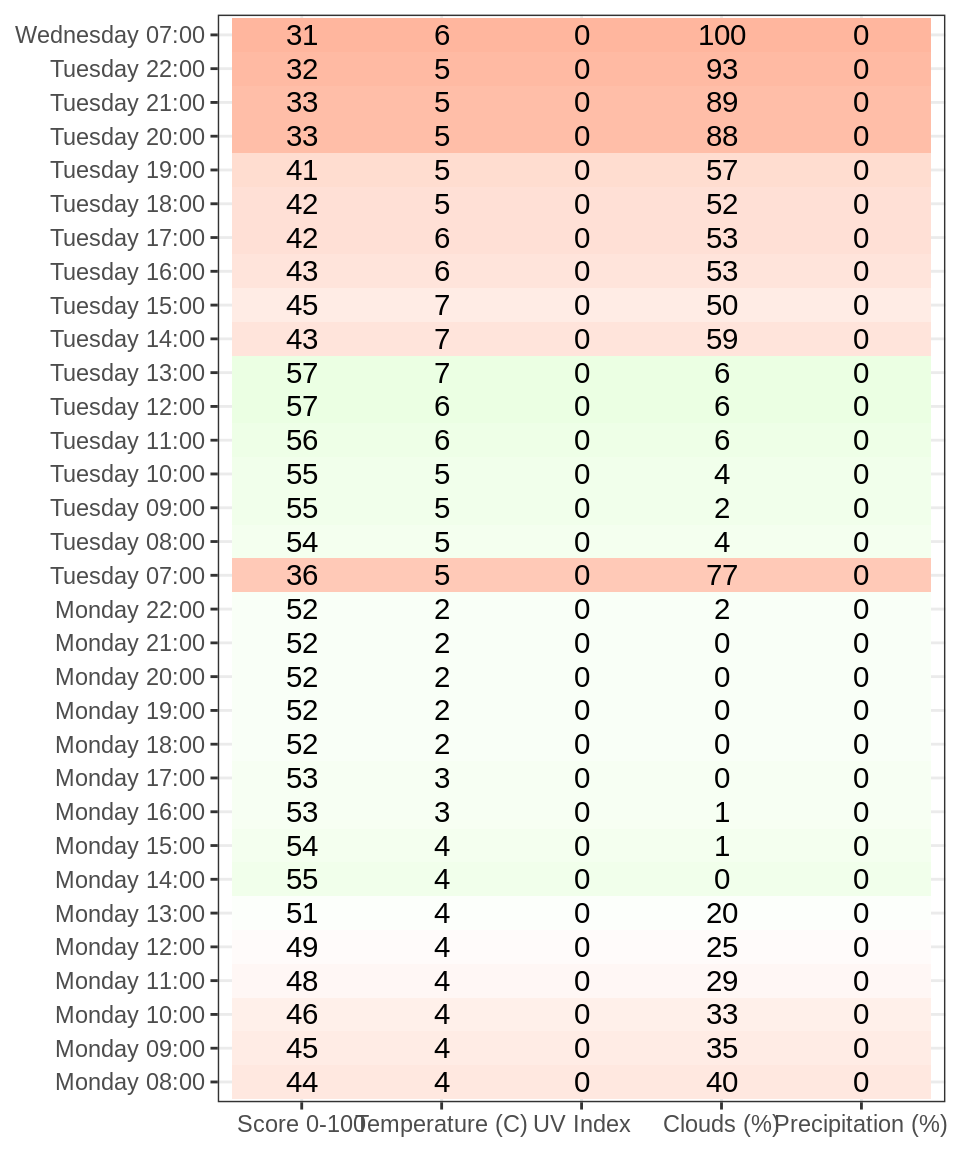 Wednesday 07:00 31 6 0 100 0
Tuesday 22:00 32 5 0 93 0
Tuesday 21:00 33 5 0 89 0
Tuesday 20:00 33 5 0 88 0
Tuesday 19:00 41 5 0 57 0
Tuesday 18:00 42 5 0 52 0
Tuesday 17:00 42 6 0 53 0
Tuesday 16:00 43 6 0 53 0
Tuesday 15:00 45 7 0 50 0
Tuesday 14:00 43 7 0 59 0
Tuesday 13:00 57 7 0 6 0
Tuesday 12:00 57 6 0 6 0
Tuesday 11:00 56 6 0 6 0
Tuesday 10:00 55 5 0 4 0
Tuesday 09:00 55 5 0 2 0
Tuesday 08:00 54 5 0 4 0
Tuesday 07:00 36 5 0 77 0
Monday 22:00 52 2 0 2 0
Monday 21:00 52 2 0 0 0
Monday 20:00 52 2 0 0 0
Monday 19:00 52 2 0 0 0
Monday 18:00 52 2 0 0 0
Monday 17:00 53 3 0 0 0
Monday 16:00 53 3 0 1 0
Monday 15:00 54 4 0 1 0
Monday 14:00 55 4 0 0 0
Monday 13:00 51 4 0 20 0
Monday 12:00 49 4 0 25 0
Monday 11:00 48 4 0 29 0
Monday 10:00 46 4 0 33 0
Monday 09:00 45 4 0 35 0
Monday 08:00 44 4 0 40 0
Score 0-100 Temperature (C) UV Index Clouds (%) Precipitation (%)